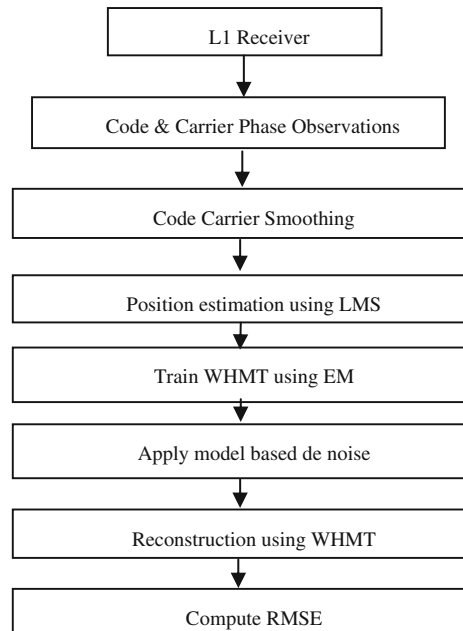 L1 Receiver
Code & Carrier Phase Observations
Code Carrier Smoothing
Position estimation using LMS
Train WHMT using EM
Apply model based de noise
Reconstruction using WHMT
Compute RMSE